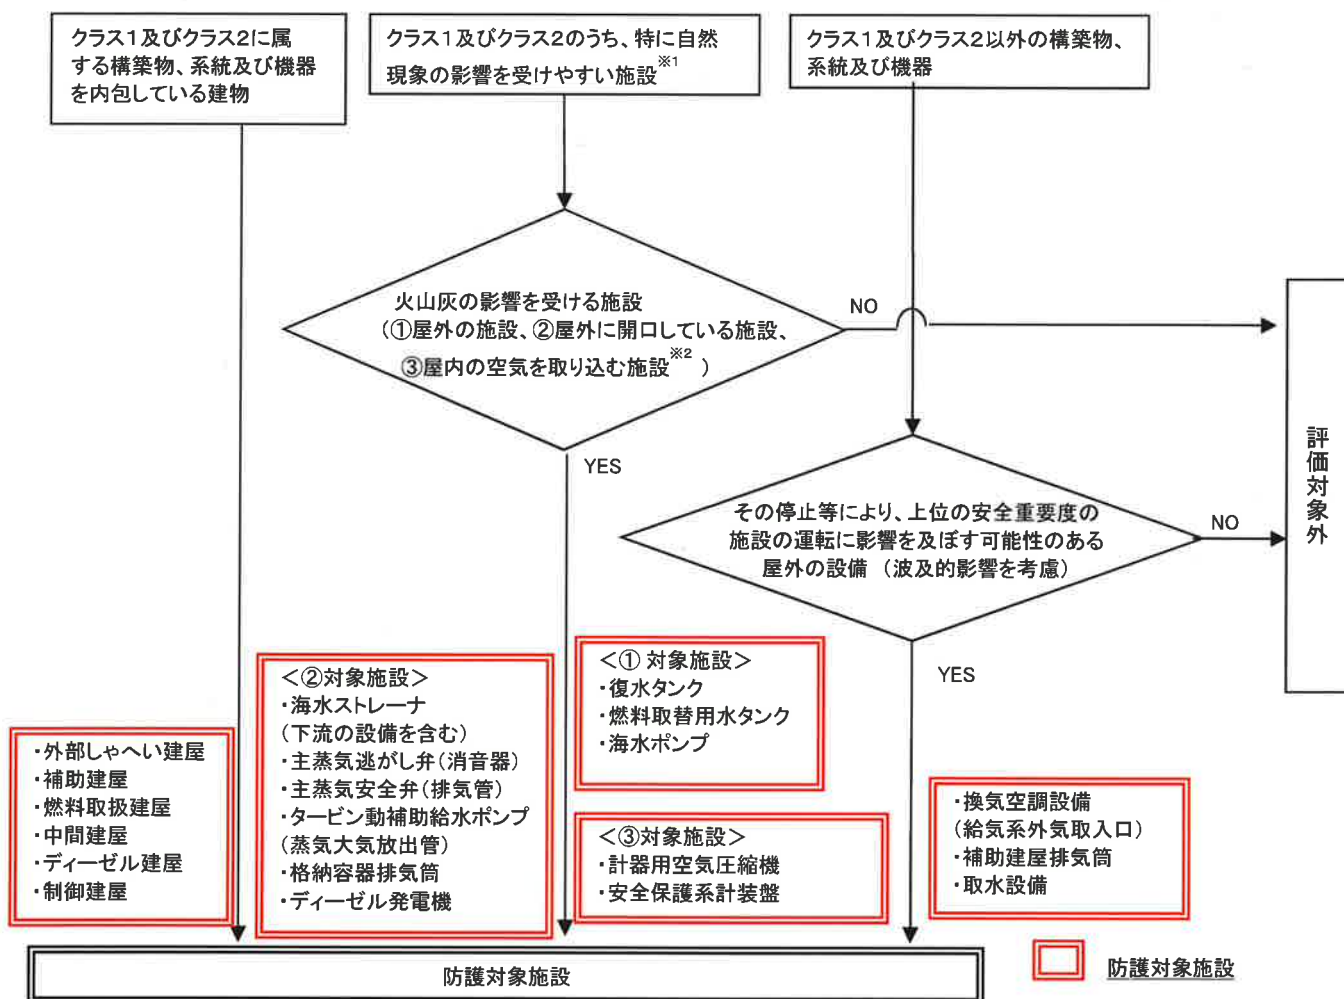 クラス1及びクラス2に属
する構築物、系統及び機器
を内包している建物
クラス1及びクラス2のうち、特に自然
現象の影響を受けやすい施設※1
クラス1及びクラス2以外の構築物、
系統及び機器
火山灰の影響を受ける施設
(①屋外の施設、②屋外に開口している施設、
③屋内の空気を取り込む施設※2 )
NO
YES
評価対象外
その停止等により、上位の安全重要度の
施設の運転に影響を及ぼす可能性のある
屋外の設備 (波及的影響を考慮)
NO
YES
・外部しゃへい建屋
・補助建屋
・燃料取扱建屋
・中間建屋
・ディーゼル建屋
・制御建屋
<②対象施設>
・海水ストレーナ
(下流の設備を含む)
・主蒸気逃がし弁(消音器)
・主蒸気安全弁(排気管)
・タービン動補助給水ポンプ
(蒸気大気放出管)
・格納容器排気筒
・ディーゼル発電機
<① 対象施設>
・復水タンク
・燃料取替用水タンク
・海水ポンプ
<③対象施設>
・計器用空気圧縮機
・安全保護系計装盤
・換気空調設備
(給気系外気取入口)
・補助建屋排気筒
・取水設備
防護対象施設
防護対象施設